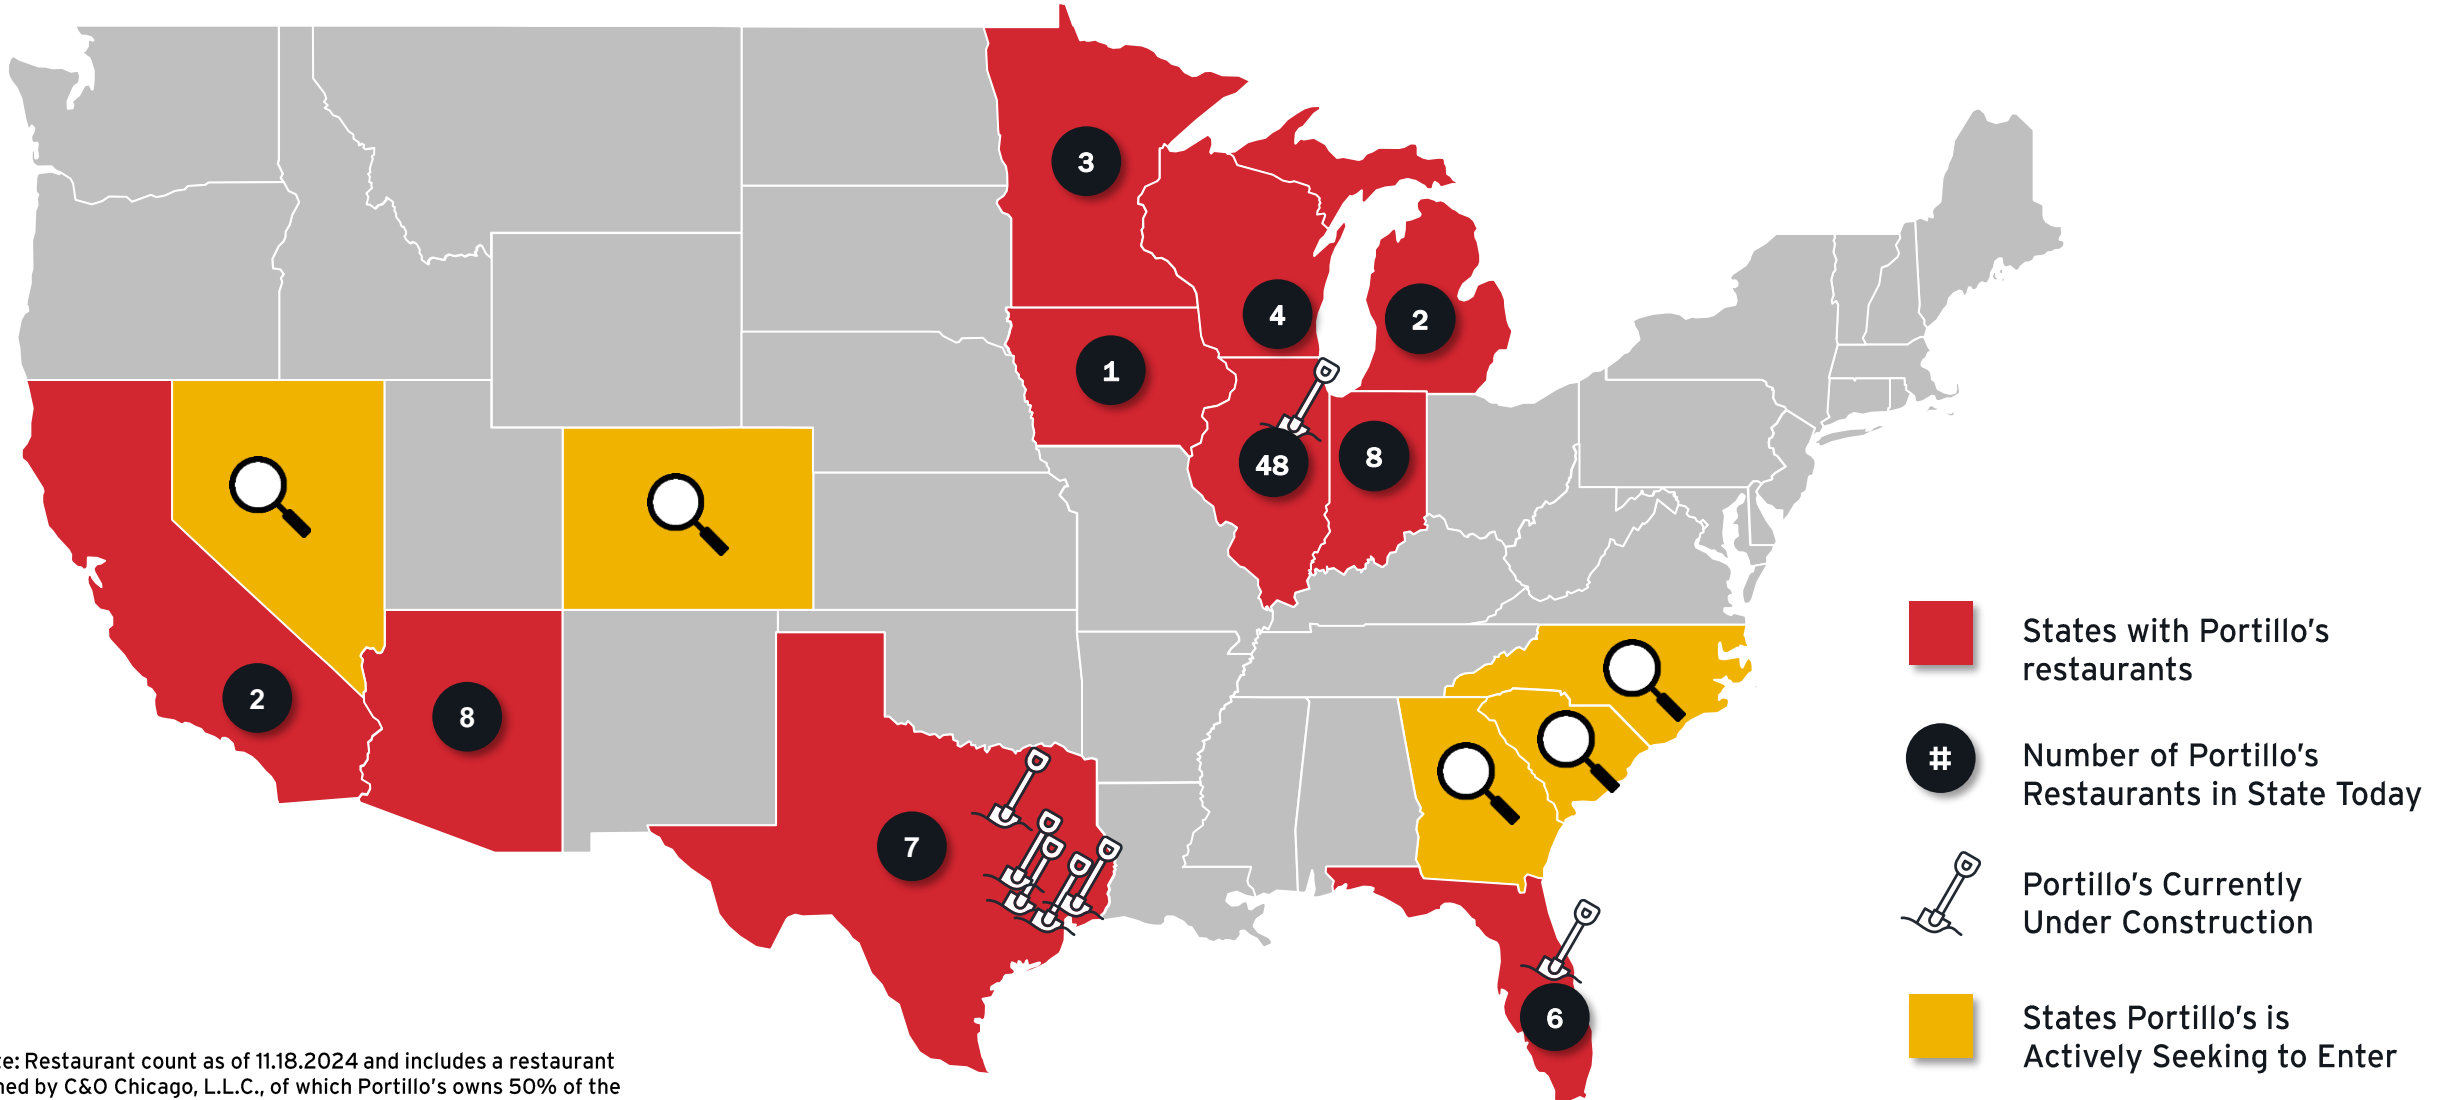 3
4
2
1
48
8
2
8
7
6
States with Portillo's
restaurants
#
Number of Portillo's
Restaurants in State Today
Portillo's Currently
Under Construction
States Portillo's is
Actively Seeking to Enter
te: Restaurant count as of 11.18.2024 and includes a restaurant
ned by C&O Chicago, L.L.C., of which Portillo's owns 50% of the